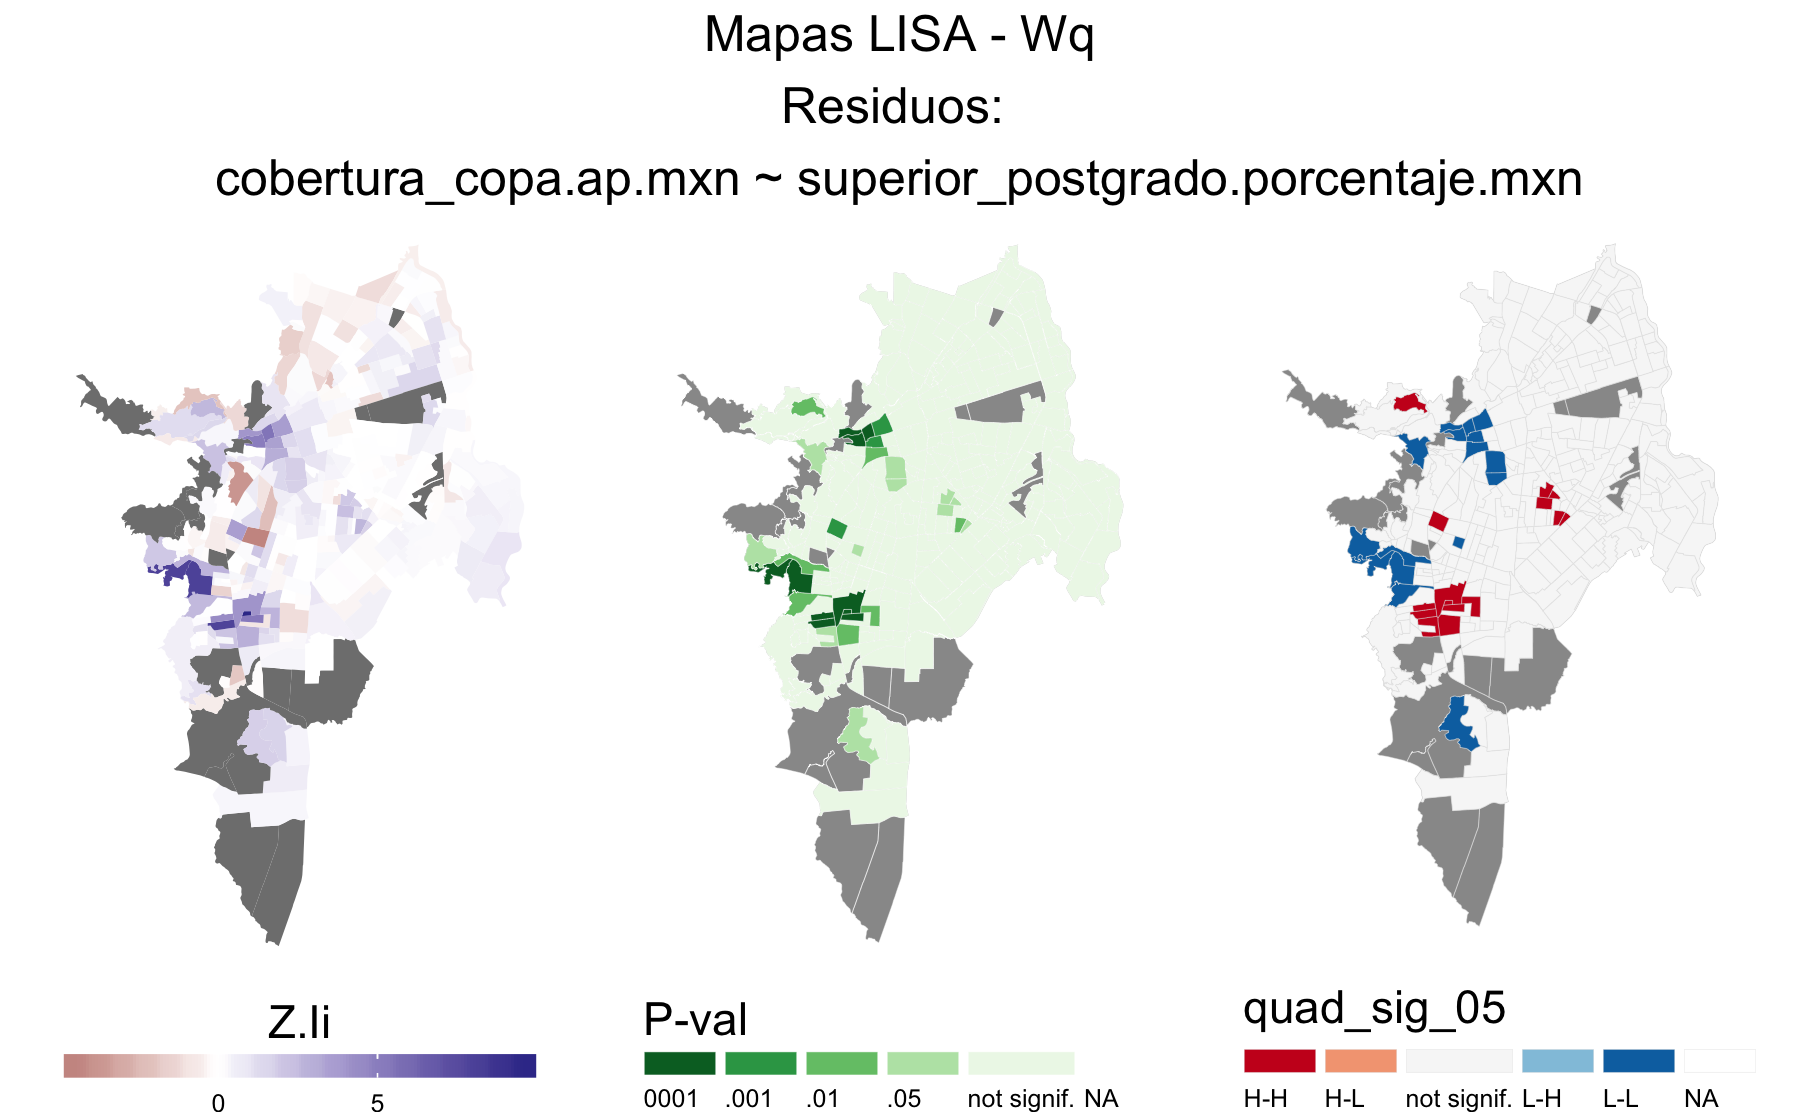 Mapas LISA - Wq
Residuos:
cobertura_copa.ap.mxn ~ superior_postgrado.porcentaje.mxn
Z.Ii
0 5
P-val
0001 .001 .01 .05 not signif. NA
quad_sig_05
H-H H-L not signif. L-H L-L NA